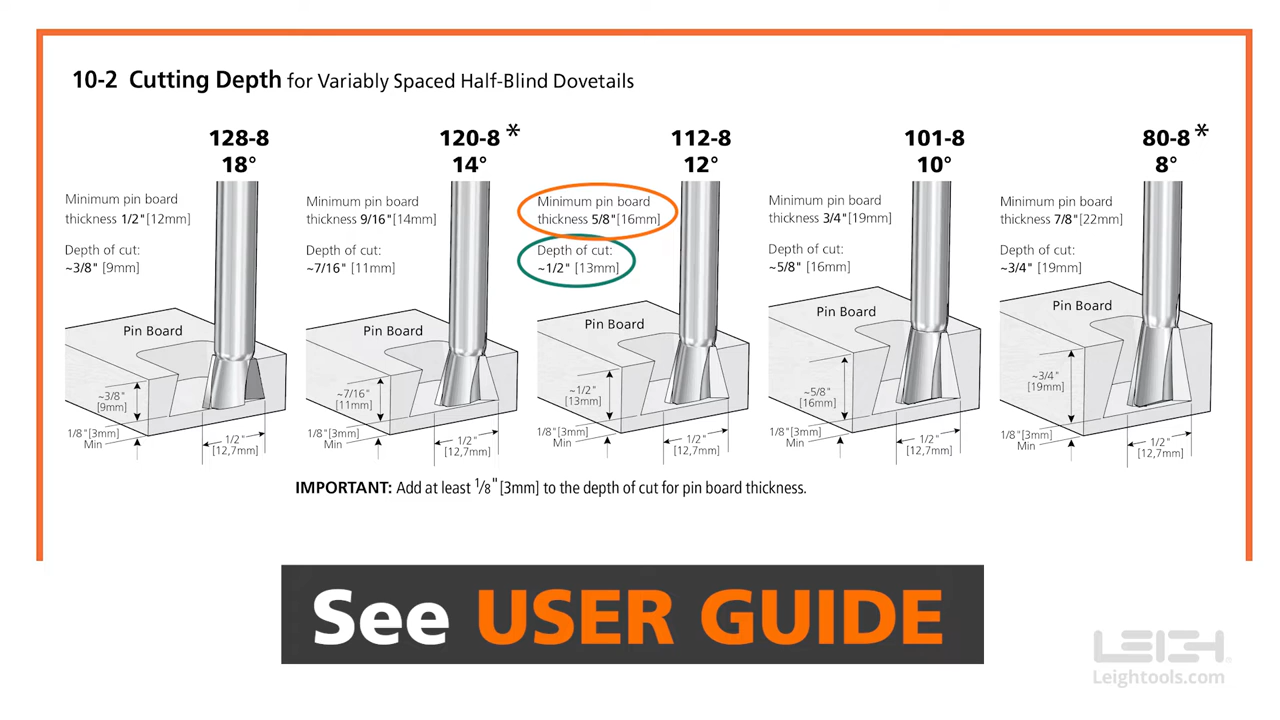 10-2 Cutting Depth for Variably Spaced Half-Blind Dovetails
128-8
18°
Minimum pin board
thickness 1/2" [12mm]
Depth of cut:
~3/8" [9mm]
Pin Board
~3/8"
[9mm]
1/8" [3mm]
Min
1/2"
[12,7mm]
120-8*
14°
Minimum pin board
thickness 9/16" [14mm]
Depth of cut:
~7/16" [11mm]
Pin Board
~7/16"
[11mm]
1/8" [3mm]
Min
1/2"
[12,7mm]
112-8
12°
Minimum pin board
thickness 5/8" [16mm]
Depth of cut:
~1/2" [13mm]
Pin Board
~1/2"
[13mm]
1/8" [3mm]
Min
1/2"
[12,7mm]
101-8
10°
Minimum pin board
thickness 3/4" [19mm]
Depth of cut:
~5/8" [16mm]
Pin Board
~5/8"
[16mm]
1/8" [3mm]
Min
1/2"
[12,7mm]
80-8*
8°
Minimum pin board
thickness 7/8" [22mm]
Depth of cut:
~3/4" [19mm]
Pin Board
~3/4"
[19mm]
1/8" [3mm]
Min
1/2"
[12,7mm]
IMPORTANT: Add at least 1/8" [3mm] to the depth of cut for pin board thickness.
See USER GUIDE
LEIGH
Leightools.com